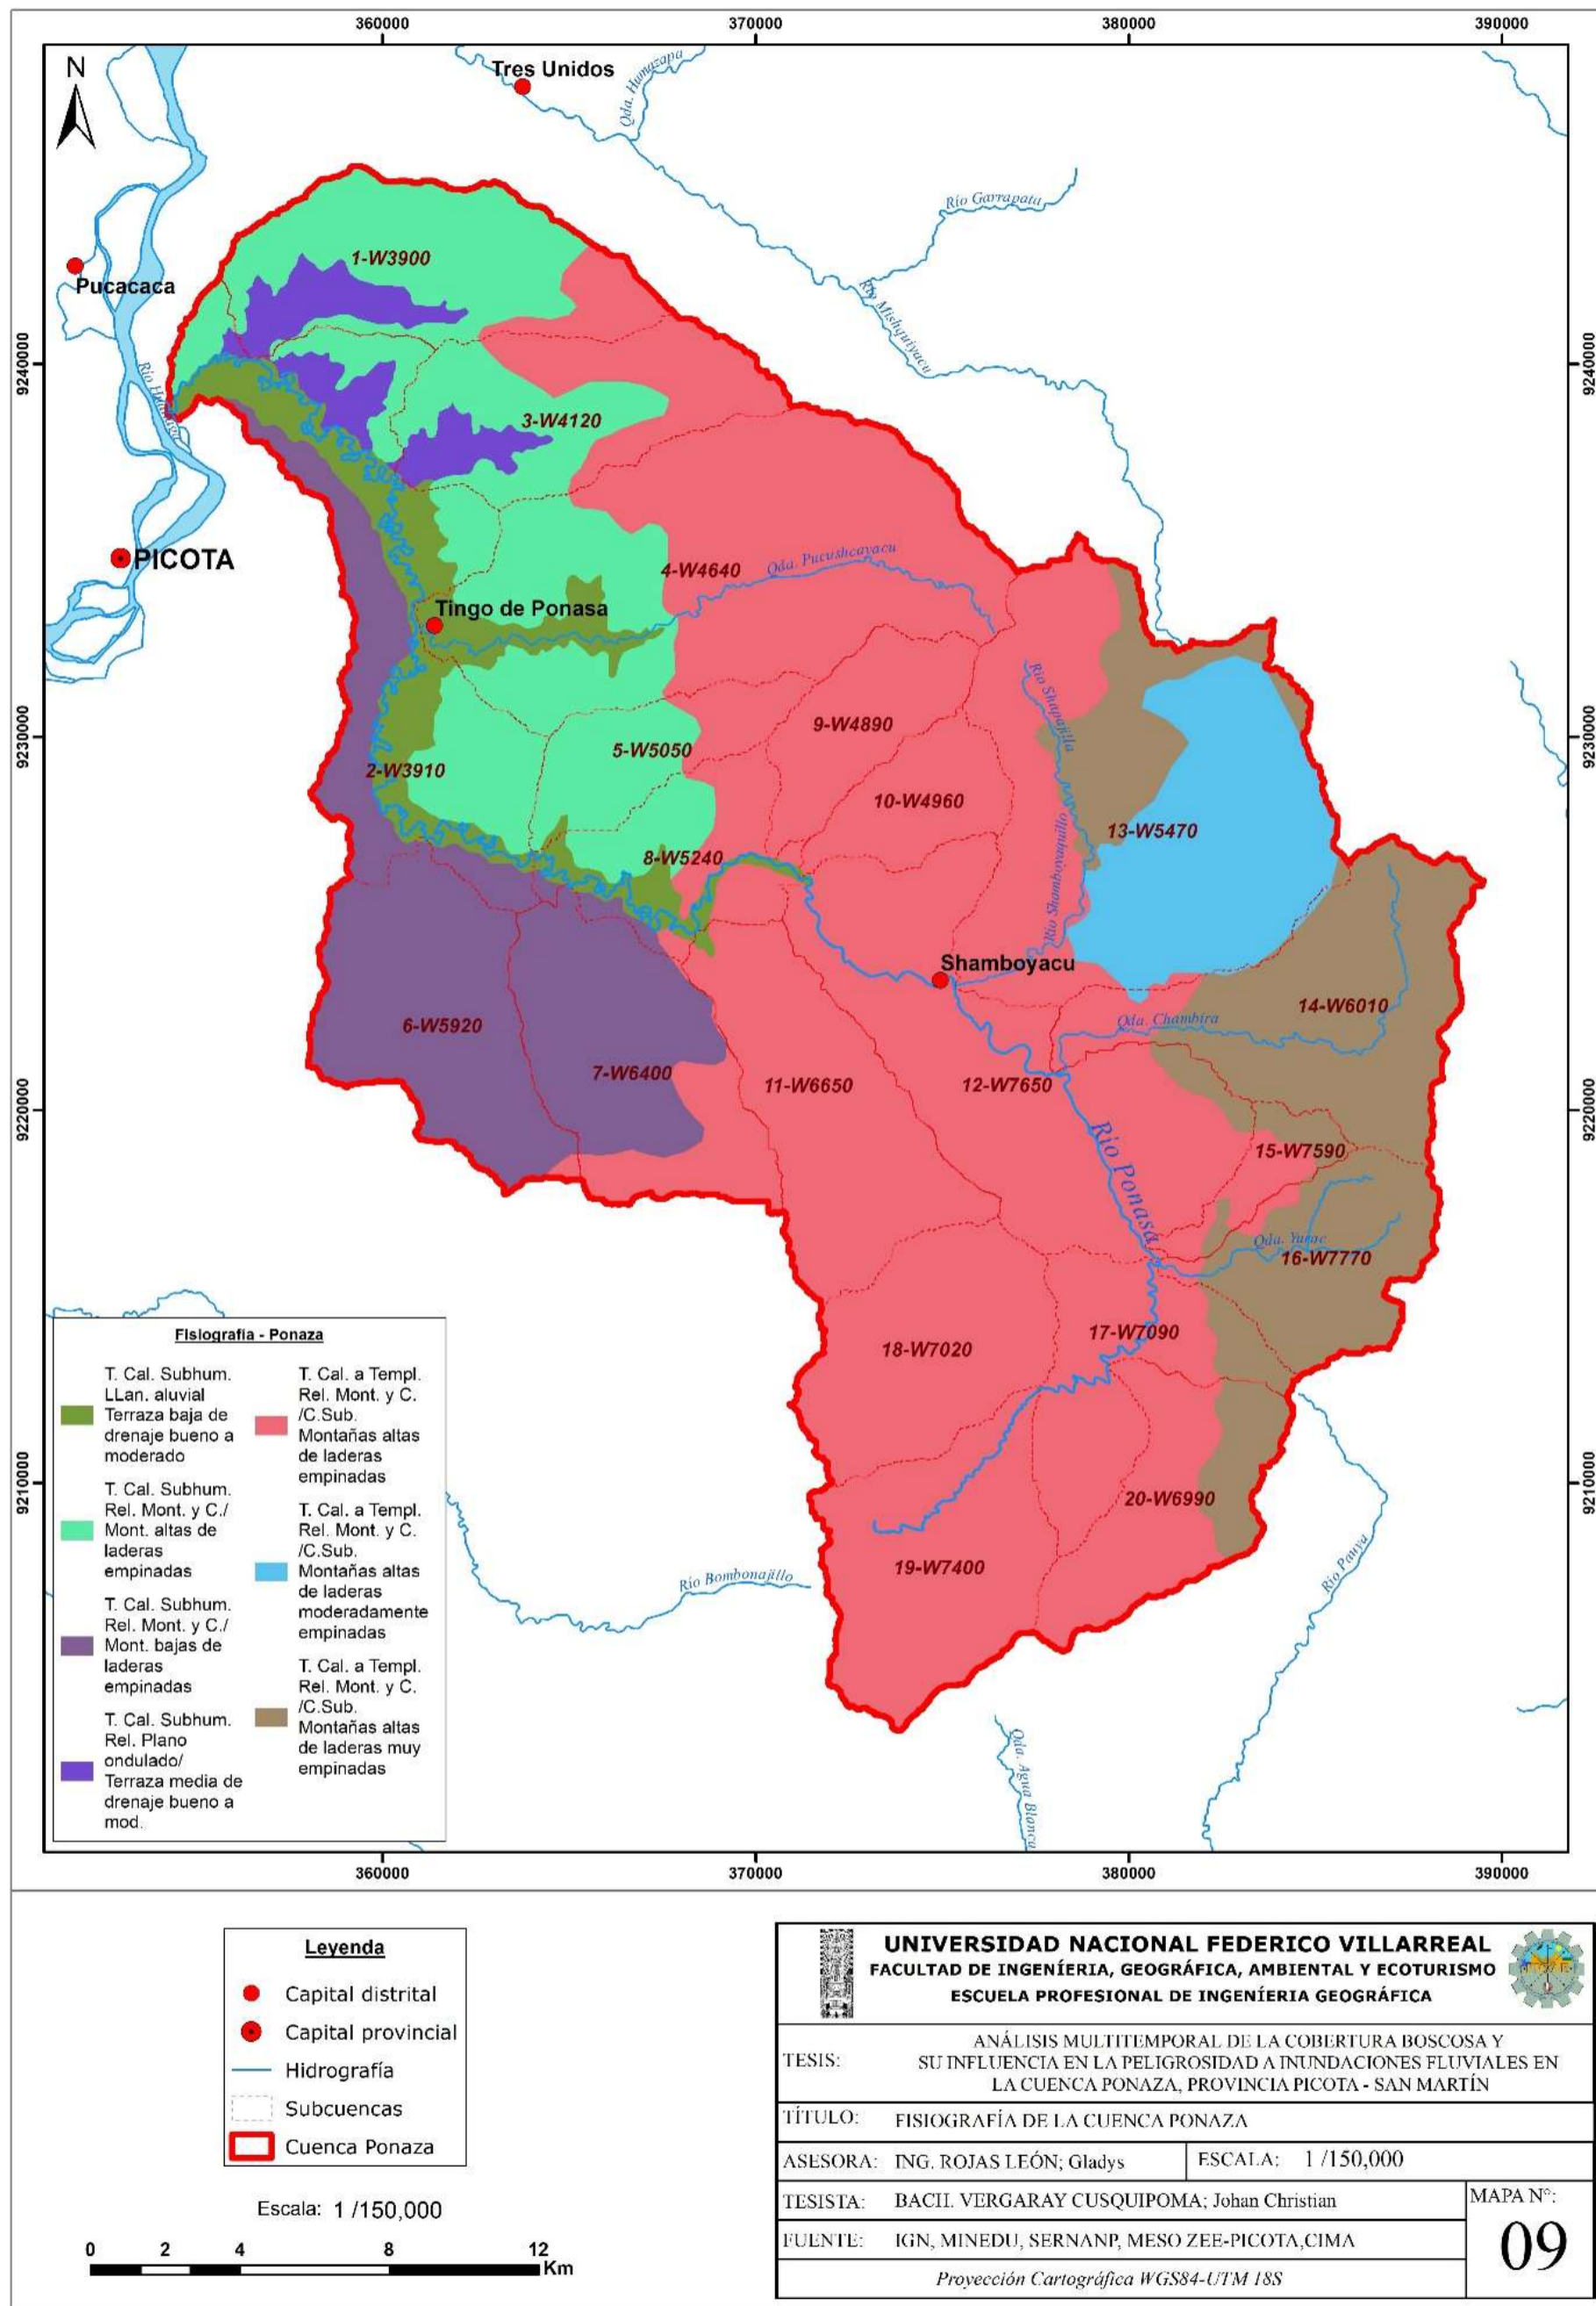 360000
370000
380000
390000
N
Tres Unidos
Qda. Humazapa
Río Garrapata
1-W3900
Pucacaca
Río Mishquiyacu
9240000
9240000
Río Huallaga
3-W4120
PICOTA
4-W4640
Qda. Pucushcayacu
Tingo de Ponasa
Río Shapajilla
9-W4890
9230000
9230000
5-W5050
2-W3910
10-W4960
13-W5470
8-W5240
Río Shamboyaquillo
Shamboyacu
14-W6010
6-W5920
Qda. Chambira
7-W6400
11-W6650
12-W7650
9220000
9220000
Río Ponasa
15-W7590
Qda. Yurac
16-W7770
17-W7090
18-W7020
9210000
9210000
20-W6990
19-W7400
Río Bombonajillo
Río Pauya
Qda. Agua Blanca
Fisiografía - Ponaza
T. Cal. Subhum.
LLan. aluvial
Terraza baja de
drenaje bueno a
moderado
T. Cal. Subhum.
Rel. Mont. y C./
Mont. altas de
laderas
empinadas
T. Cal. Subhum.
Rel. Mont. y C./
Mont. bajas de
laderas
empinadas
T. Cal. Subhum.
Rel. Plano
ondulado/
Terraza media de
drenaje bueno a
mod.
T. Cal. a Templ.
Rel. Mont. y C.
/C.Sub.
Montañas altas
de laderas
empinadas
T. Cal. a Templ.
Rel. Mont. y C.
/C.Sub.
Montañas altas
de laderas
moderadamente
empinadas
T. Cal. a Templ.
Rel. Mont. y C.
/C.Sub.
Montañas altas
de laderas muy
empinadas
360000
370000
380000
390000
Leyenda
Capital distrital
Capital provincial
Hidrografía
Subcuencas
Cuenca Ponaza
Escala: 1 /150,000
0 2 4 8 12
Km
UNIVERSIDAD NACIONAL FEDERICO VILLARREAL
FACULTAD DE INGENÍERIA, GEOGRÁFICA, AMBIENTAL Y ECOTURISMO
ESCUELA PROFESIONAL DE INGENÍERIA GEOGRÁFICA
TESIS: ANÁLISIS MULTITEMPORAL DE LA COBERTURA BOSCOSA Y
SU INFLUENCIA EN LA PELIGROSIDAD A INUNDACIONES FLUVIALES EN
LA CUENCA PONAZA, PROVINCIA PICOTA - SAN MARTÍN
TÍTULO: FISIOGRAFÍA DE LA CUENCA PONAZA
ASESORA: ING. ROJAS LEÓN; Gladys ESCALA: 1 /150,000
TESISTA: BACH. VERGARAY CUSQUIPOMA; Johan Christian
MAPA N°:
09
FUENTE: IGN, MINEDU, SERNANP, MESO ZEE-PICOTA,CIMA
Proyección Cartográfica WGS84-UTM 18S